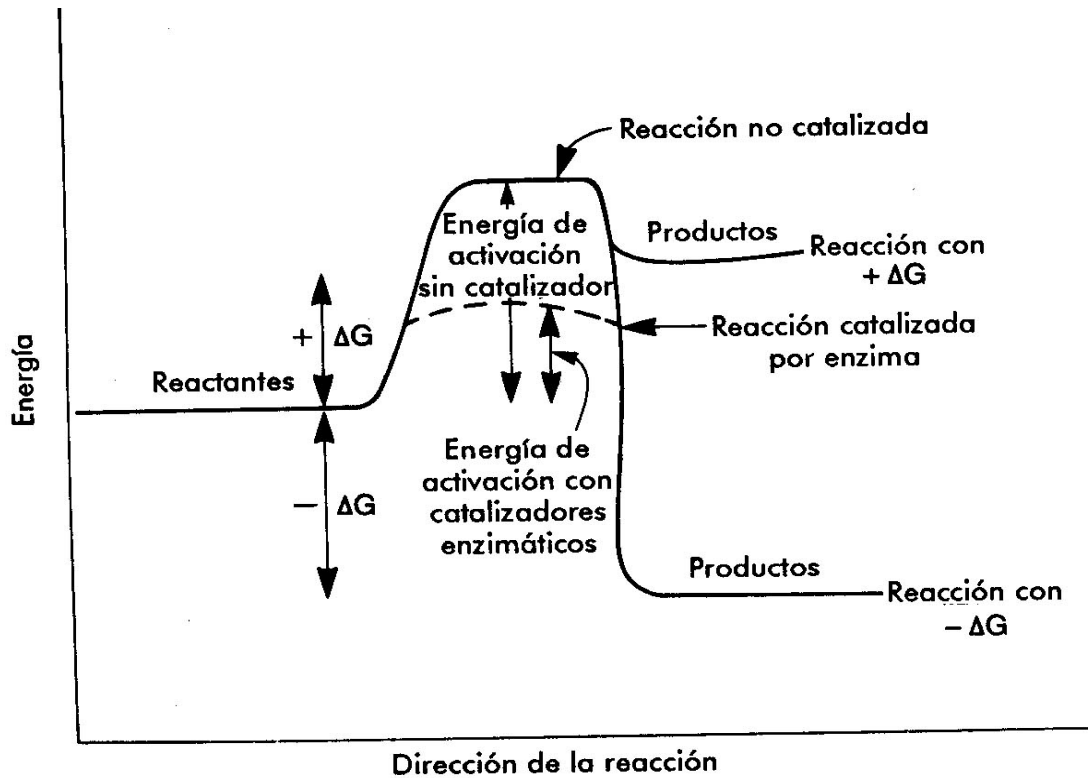 Reacción no catalizada
Energía de
activación
sin catalizador
Productos
Reacción con
+ ΔG
+ ΔG
Reacción catalizada
por enzima
Energía
Reactantes
Energía de
activación con
catalizadores
enzimáticos
− ΔG
Productos
Reacción con
− ΔG
Dirección de la reacción